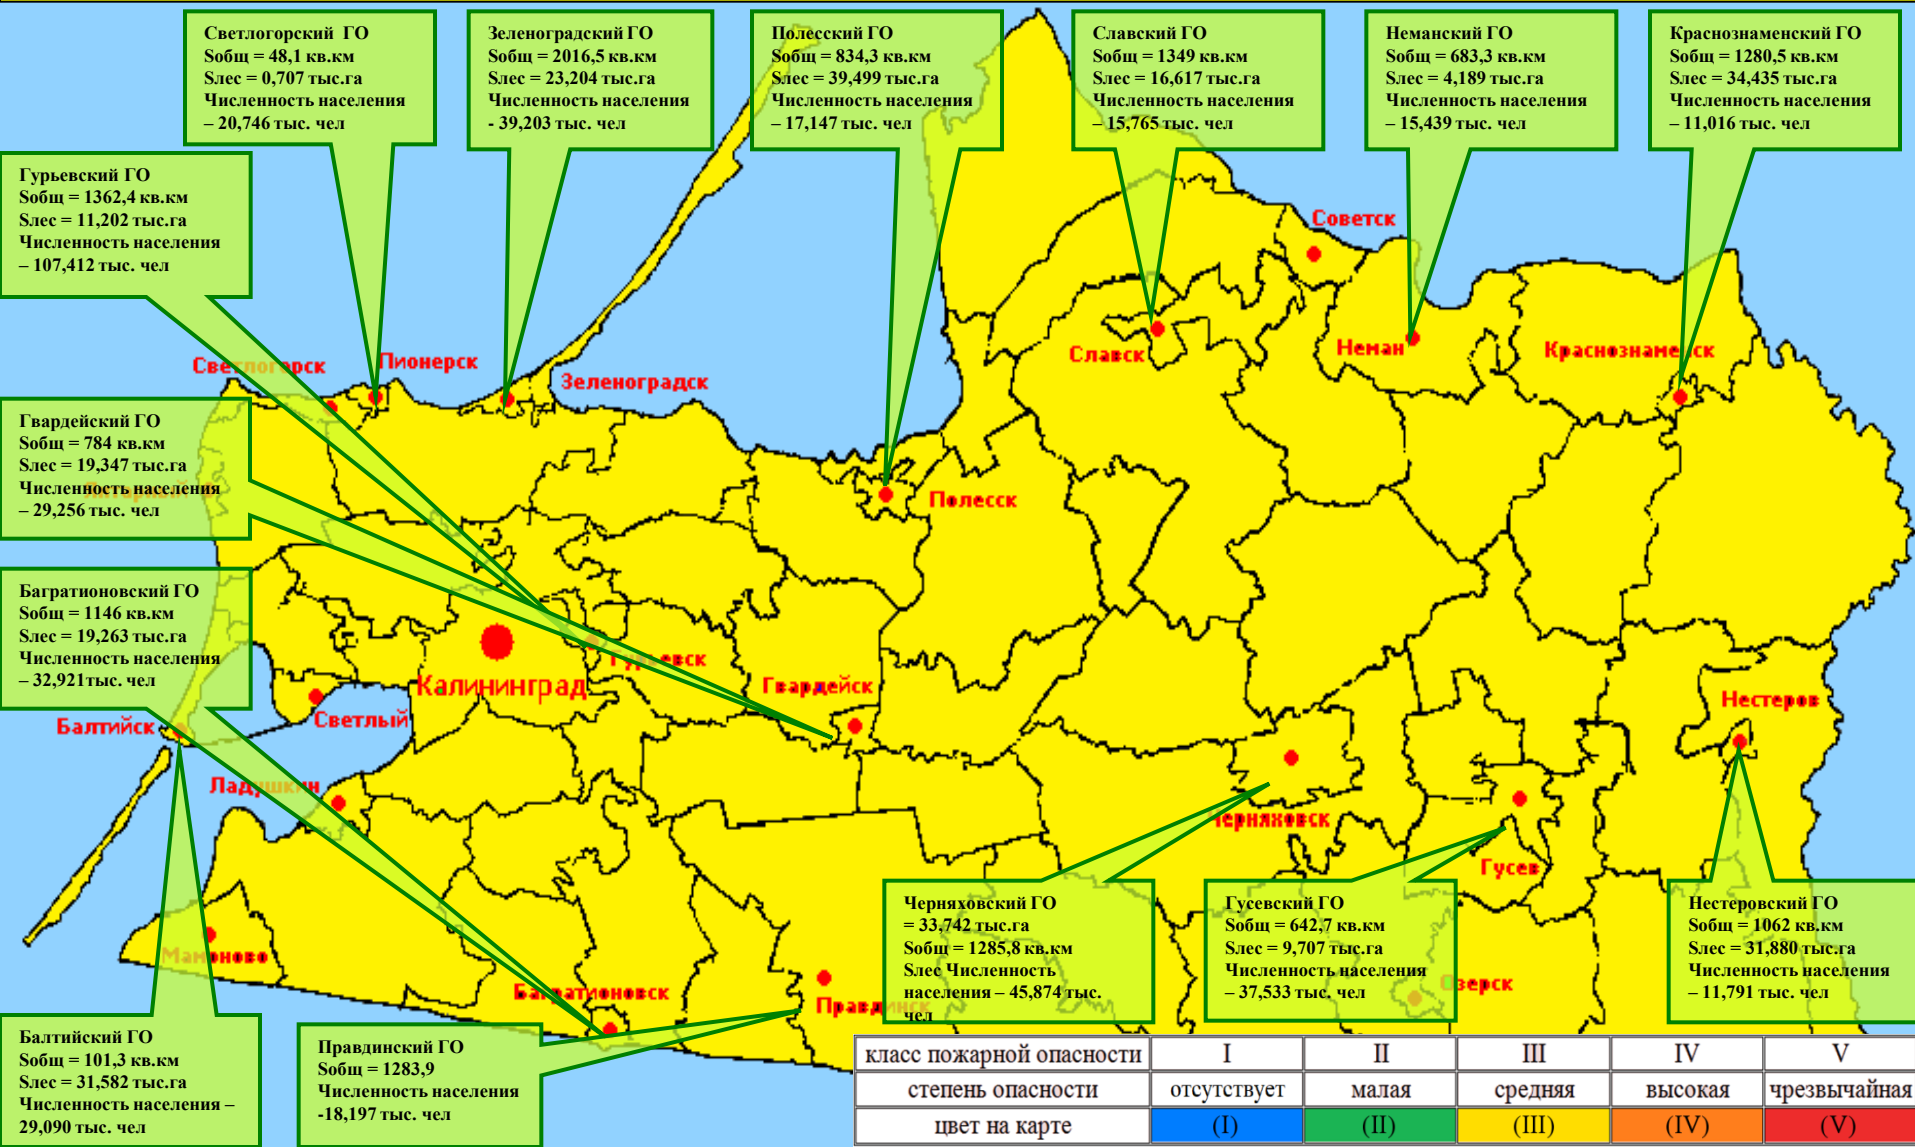 Светлогорский ГО
Sобщ = 48,1 кв.км
Sлес = 0,707 тыс.га
Численность населения
– 20,746 тыс. чел
Зеленоградский ГО
Sобщ = 2016,5 кв.км
Sлес = 23,204 тыс.га
Численность населения
- 39,203 тыс. чел
Полесский ГО
Sобщ = 834,3 кв.км
Sлес = 39,499 тыс.га
Численность населения
– 17,147 тыс. чел
Славский ГО
Sобщ = 1349 кв.км
Sлес = 16,617 тыс.га
Численность населения
– 15,765 тыс. чел
Неманский ГО
Sобщ = 683,3 кв.км
Sлес = 4,189 тыс.га
Численность населения
– 15,439 тыс. чел
Краснознаменский ГО
Sобщ = 1280,5 кв.км
Sлес = 34,435 тыс.га
Численность населения
– 11,016 тыс. чел
Гурьевский ГО
Sобщ = 1362,4 кв.км
Sлес = 11,202 тыс.га
Численность населения
– 107,412 тыс. чел
Советск
Славск
Неман
Краснознаменск
Светлогорск
Пионерск
Зеленоградск
Гвардейский ГО
Sобщ = 784 кв.км
Sлес = 19,347 тыс.га
Численность населения
– 29,256 тыс. чел
Полесск
Багратионовский ГО
Sобщ = 1146 кв.км
Sлес = 19,263 тыс.га
Численность населения
– 32,921тыс. чел
Гурьевск
Калининград
Гвардейск
Нестеров
Светлый
Балтийск
Ладушкин
Черняховск
Гусев
Мамоново
Багратионовск
Правдинск
Озерск
Черняховский ГО
= 33,742 тыс.га
Sобщ = 1285,8 кв.км
Sлес Численность
населения – 45,874 тыс.
чел
Гусевский ГО
Sобщ = 642,7 кв.км
Sлес = 9,707 тыс.га
Численность населения
– 37,533 тыс. чел
Нестеровский ГО
Sобщ = 1062 кв.км
Sлес = 31,880 тыс.га
Численность населения
– 11,791 тыс. чел
Балтийский ГО
Sобщ = 101,3 кв.км
Sлес = 31,582 тыс.га
Численность населения –
29,090 тыс. чел
Правдинский ГО
Sобщ = 1283,9
Численность населения
-18,197 тыс. чел
класс пожарной опасности I II III IV V
степень опасности отсутствует малая средняя высокая чрезвычайная
цвет на карте (I) (II) (III) (IV) (V)